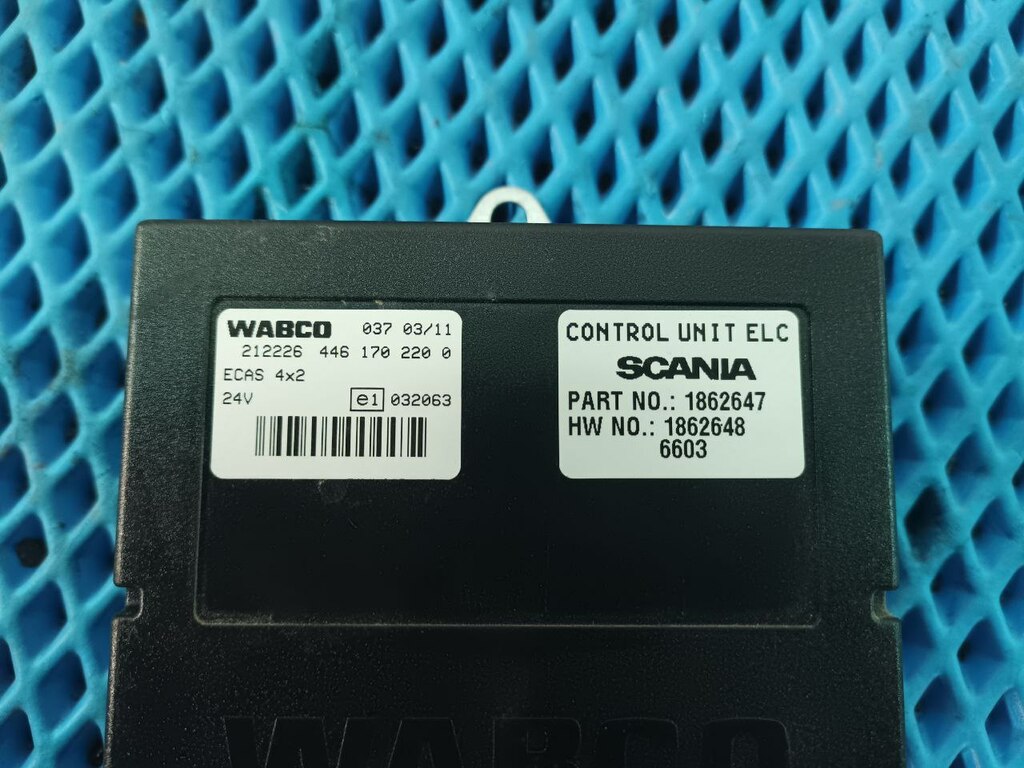 WABCO 037 03/11
212226 446 170 220 0
ECAS 4x2
24V e1 032063
CONTROL UNIT ELC
SCANIA
PART NO.: 1862647
HW NO.: 1862648
6603
WABCO